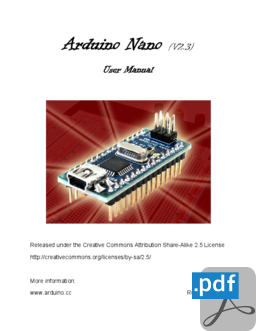 Arduino Nano (V2.3)
User Manual
Released under the Creative Commons Attribution Share-Alike 2.5 License
http://creativecommons.org/licenses/by-sa/2.5/
More information:
www.arduino.cc
.pdf